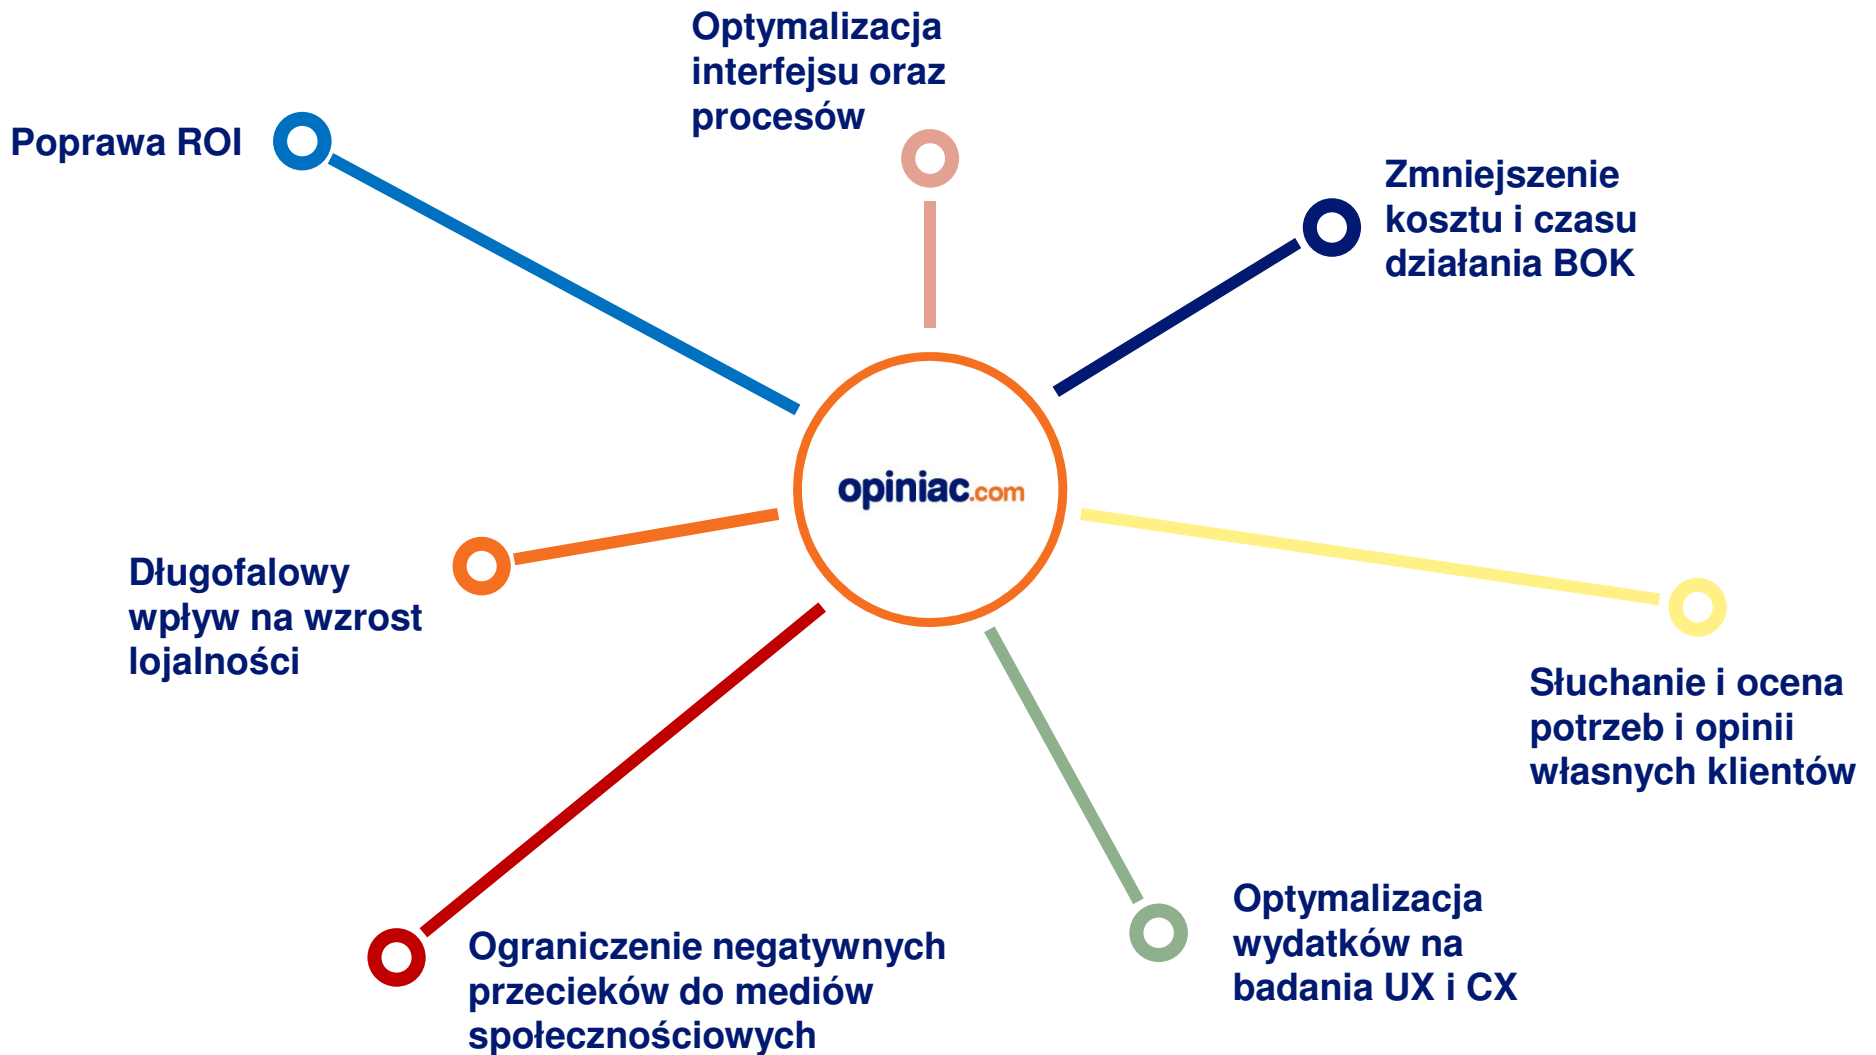 Optymalizacja
interfejsu oraz
procesów
Poprawa ROI
Zmniejszenie
kosztu i czasu
działania BOK
opiniac.com
Długofalowy
wpływ na wzrost
lojalności
Słuchanie i ocena
potrzeb i opinii
własnych klientów
Optymalizacja
wydatków na
badania UX i CX
Ograniczenie negatywnych
przecieków do mediów
społecznościowych